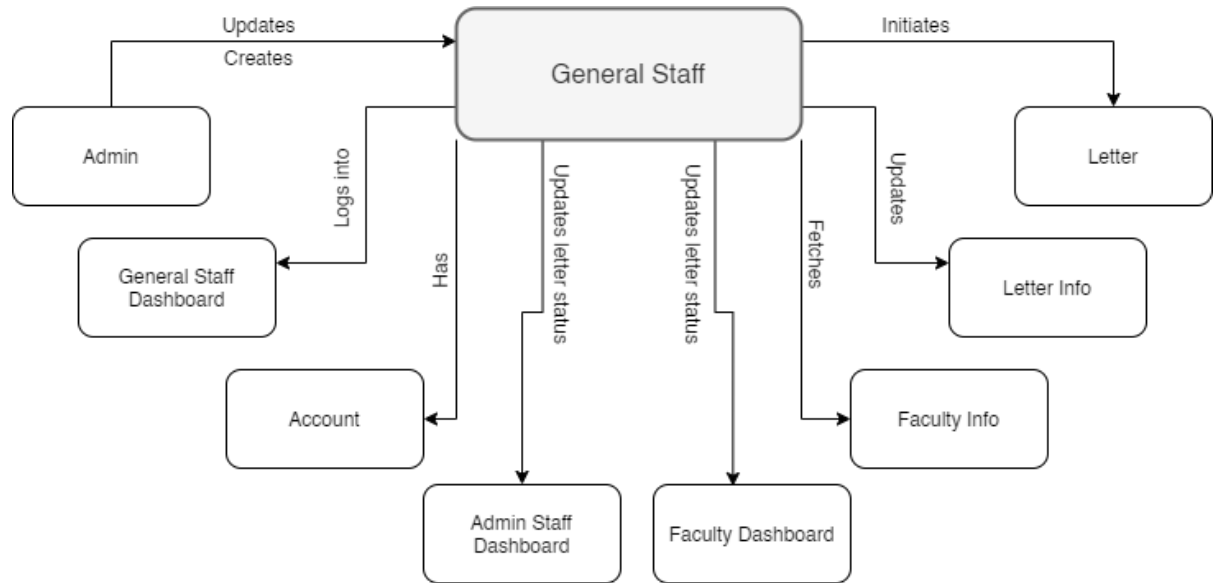 Updates
Creates
General Staff
Initiates
Admin
Letter
Logs into
Updates
General Staff
Dashboard
Has
Updates letter status
Updates letter status
Fetches
Letter Info
Account
Faculty Info
Admin Staff
Dashboard
Faculty Dashboard